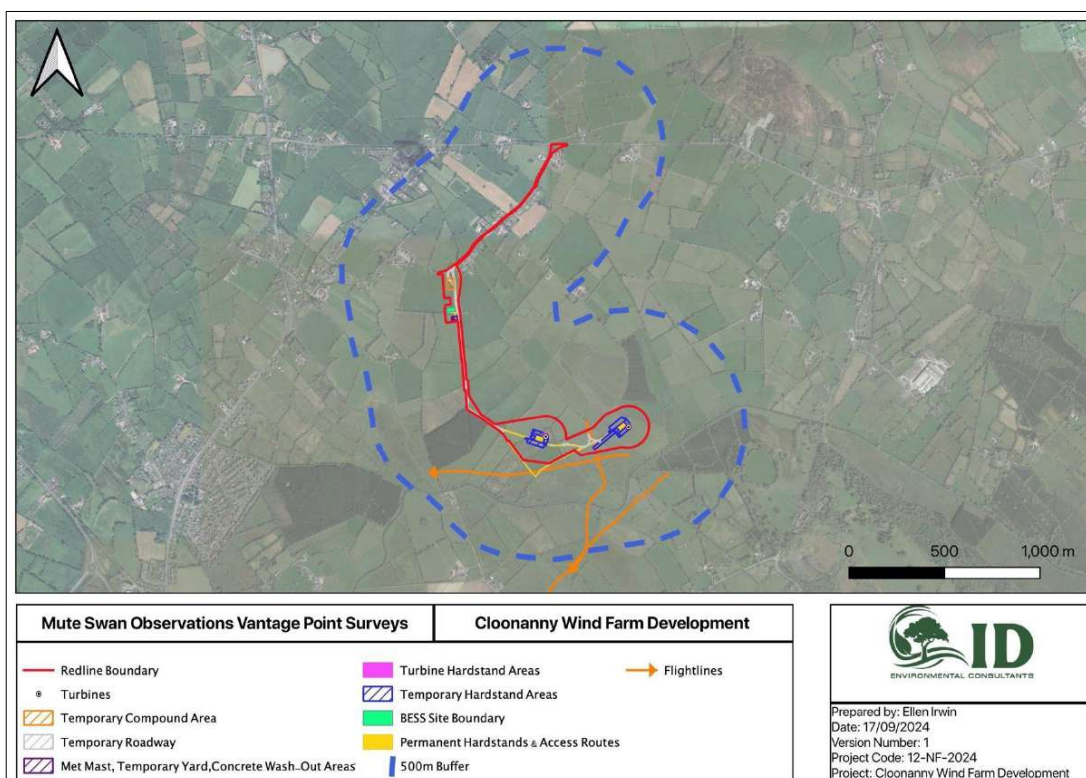 0 500 1,000 m
Mute Swan Observations Vantage Point Surveys
Cloonanny Wind Farm Development
Redline Boundary
Turbines
Temporary Compound Area
Temporary Roadway
Met Mast, Temporary Yard,Concrete Wash-Out Areas
Turbine Hardstand Areas
Temporary Hardstand Areas
BESS Site Boundary
Permanent Hardstands & Access Routes
500m Buffer
Flightlines
ID
ENVIRONMENTAL CONSULTANTS
Prepared by: Ellen Irwin
Date: 17/09/2024
Version Number: 1
Project Code: 12-NF-2024
Project: Cloonanny Wind Farm Development